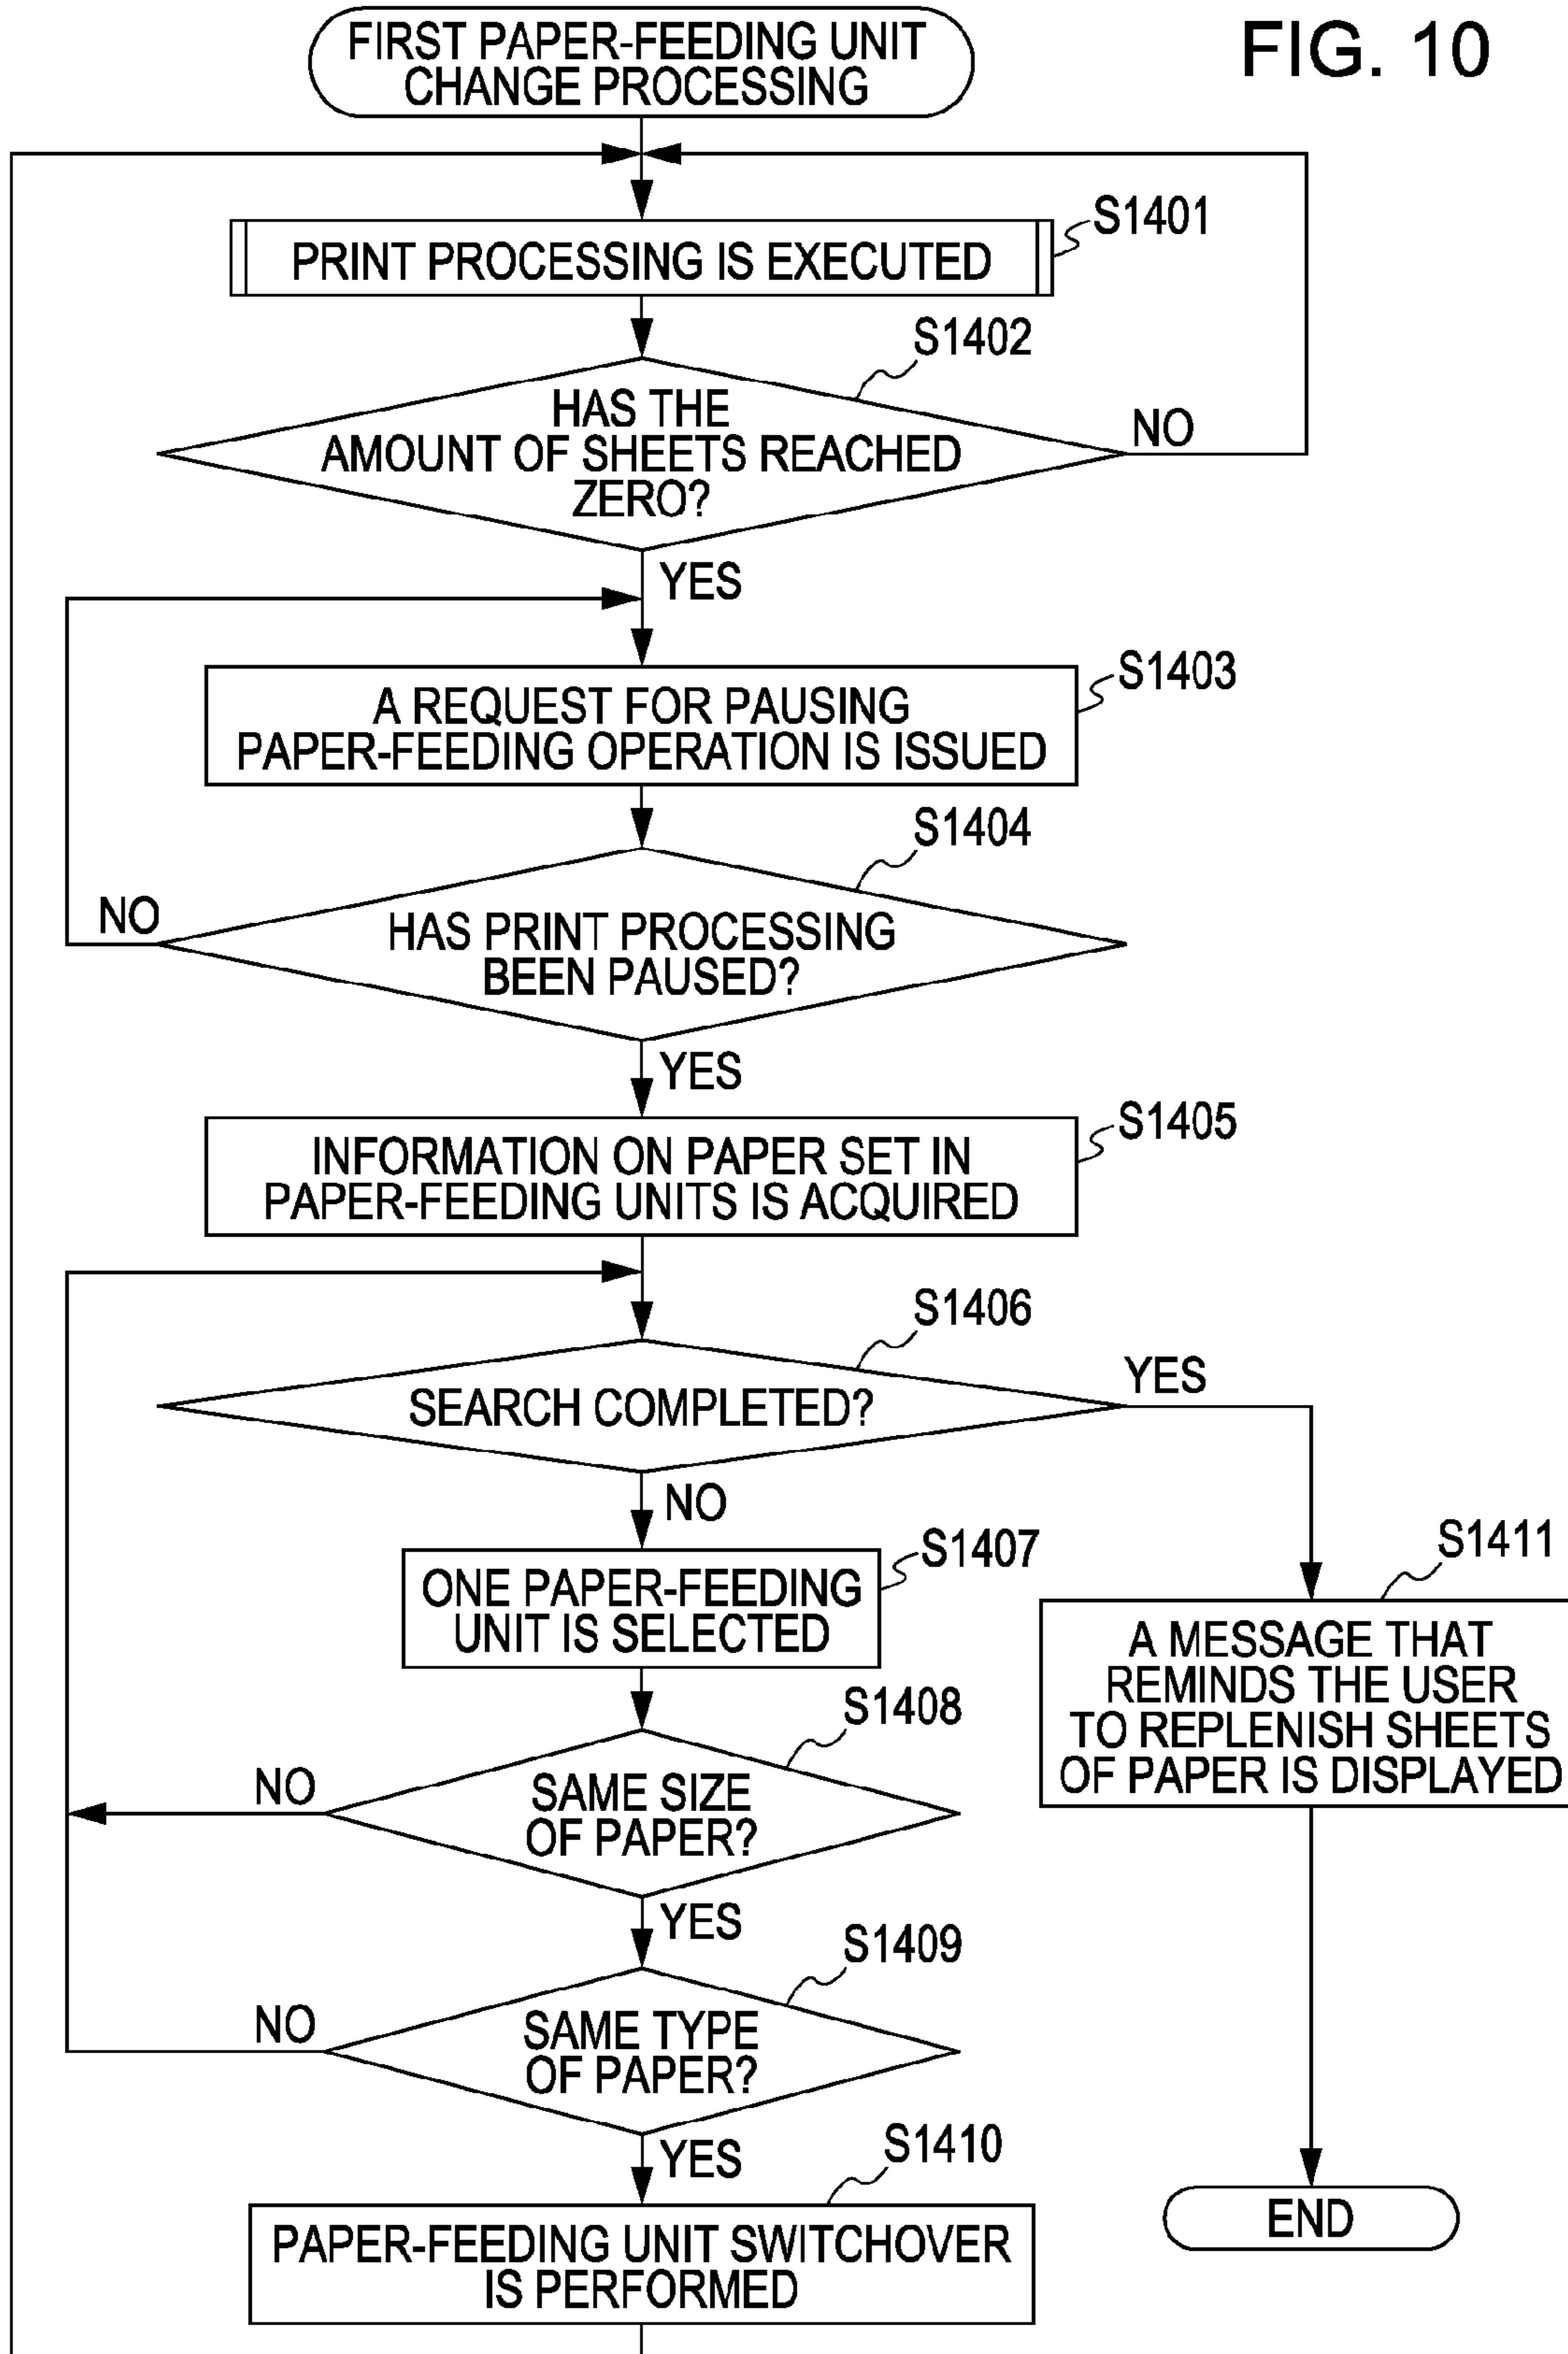 FIG. 10
FIRST PAPER-FEEDING UNIT
CHANGE PROCESSING
S1401
PRINT PROCESSING IS EXECUTED
S1402
HAS THE
AMOUNT OF SHEETS REACHED
ZERO?
NO
YES
S1403
A REQUEST FOR PAUSING
PAPER-FEEDING OPERATION IS ISSUED
S1404
NO
HAS PRINT PROCESSING
BEEN PAUSED?
YES
S1405
INFORMATION ON PAPER SET IN
PAPER-FEEDING UNITS IS ACQUIRED
S1406
YES
SEARCH COMPLETED?
NO
S1407
ONE PAPER-FEEDING
UNIT IS SELECTED
S1411
A MESSAGE THAT
REMINDS THE USER
TO REPLENISH SHEETS
OF PAPER IS DISPLAYED
S1408
NO
SAME SIZE
OF PAPER?
YES
S1409
NO
SAME TYPE
OF PAPER?
YES
S1410
PAPER-FEEDING UNIT SWITCHOVER
IS PERFORMED
END